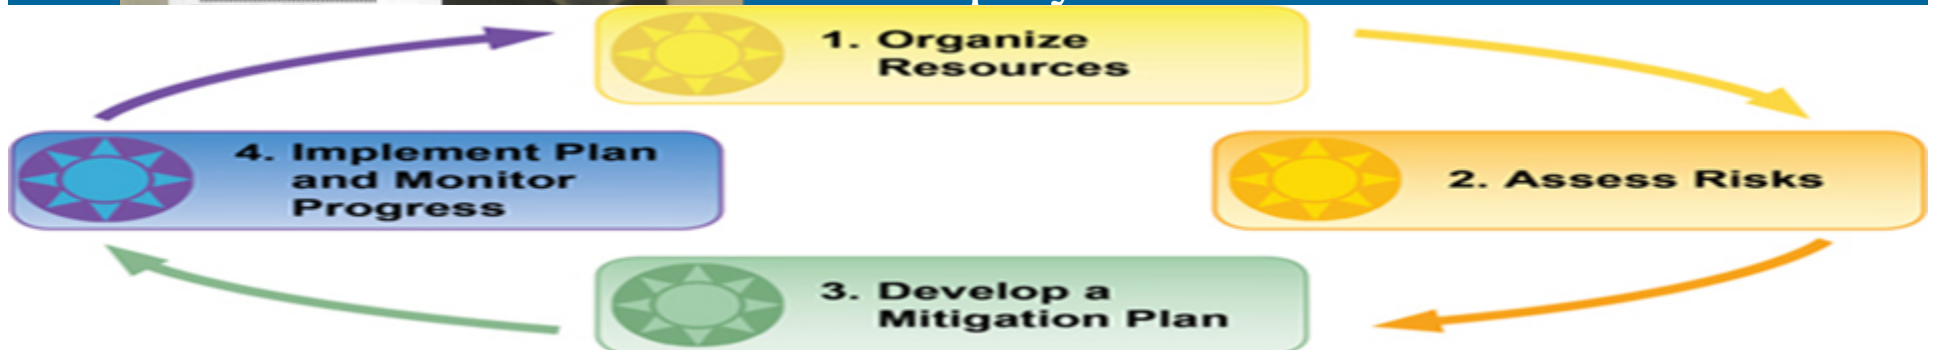 1. Organize
Resources
2. Assess Risks
3. Develop a
Mitigation Plan
4. Implement Plan
and Monitor
Progress